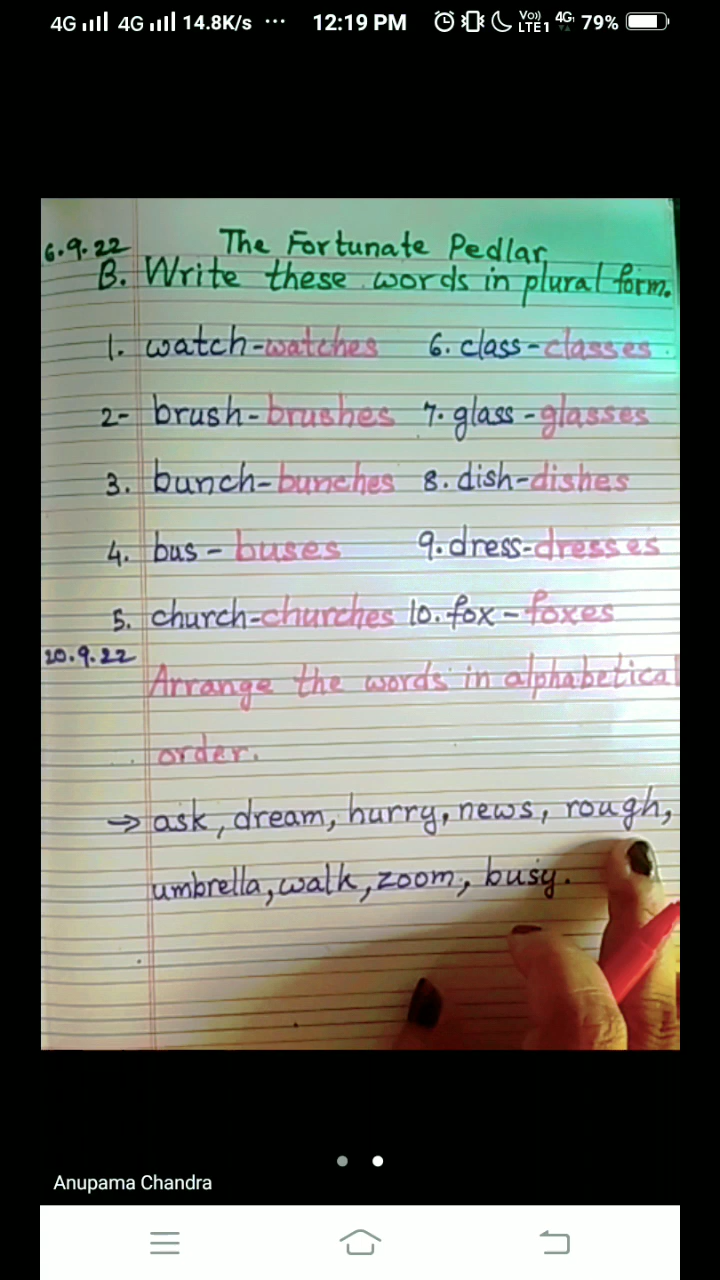 4G 4G 14.8K/s ... 12:19 PM Vo)) LTE1 4G 79%
6.9.22 The Fortunate Pedlar
B. Write these words in plural form.
1. watch-watches 6. class-classes.
2- brush-brushes 7. glass-glasses
3. bunch-bunches 8. dish-dishes
4. bus-buses 9. dress-dresses
5. church-churches 10. fox-foxes
20.9.22
Arrange the words in alphabetical
order.
→ ask, dream, hurry, news, rough,
umbrella, walk, zoom, busy.
Anupama Chandra